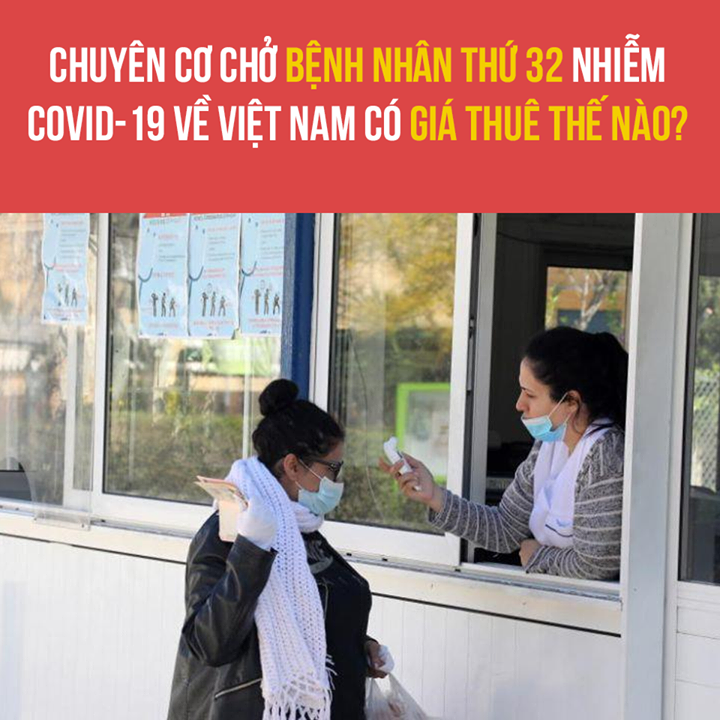 CHUYÊN CƠ CHỞ BỆNH NHÂN THỨ 32 NHIỄM
COVID-19 VỀ VIỆT NAM CÓ GIÁ THUÊ THẾ NÀO?